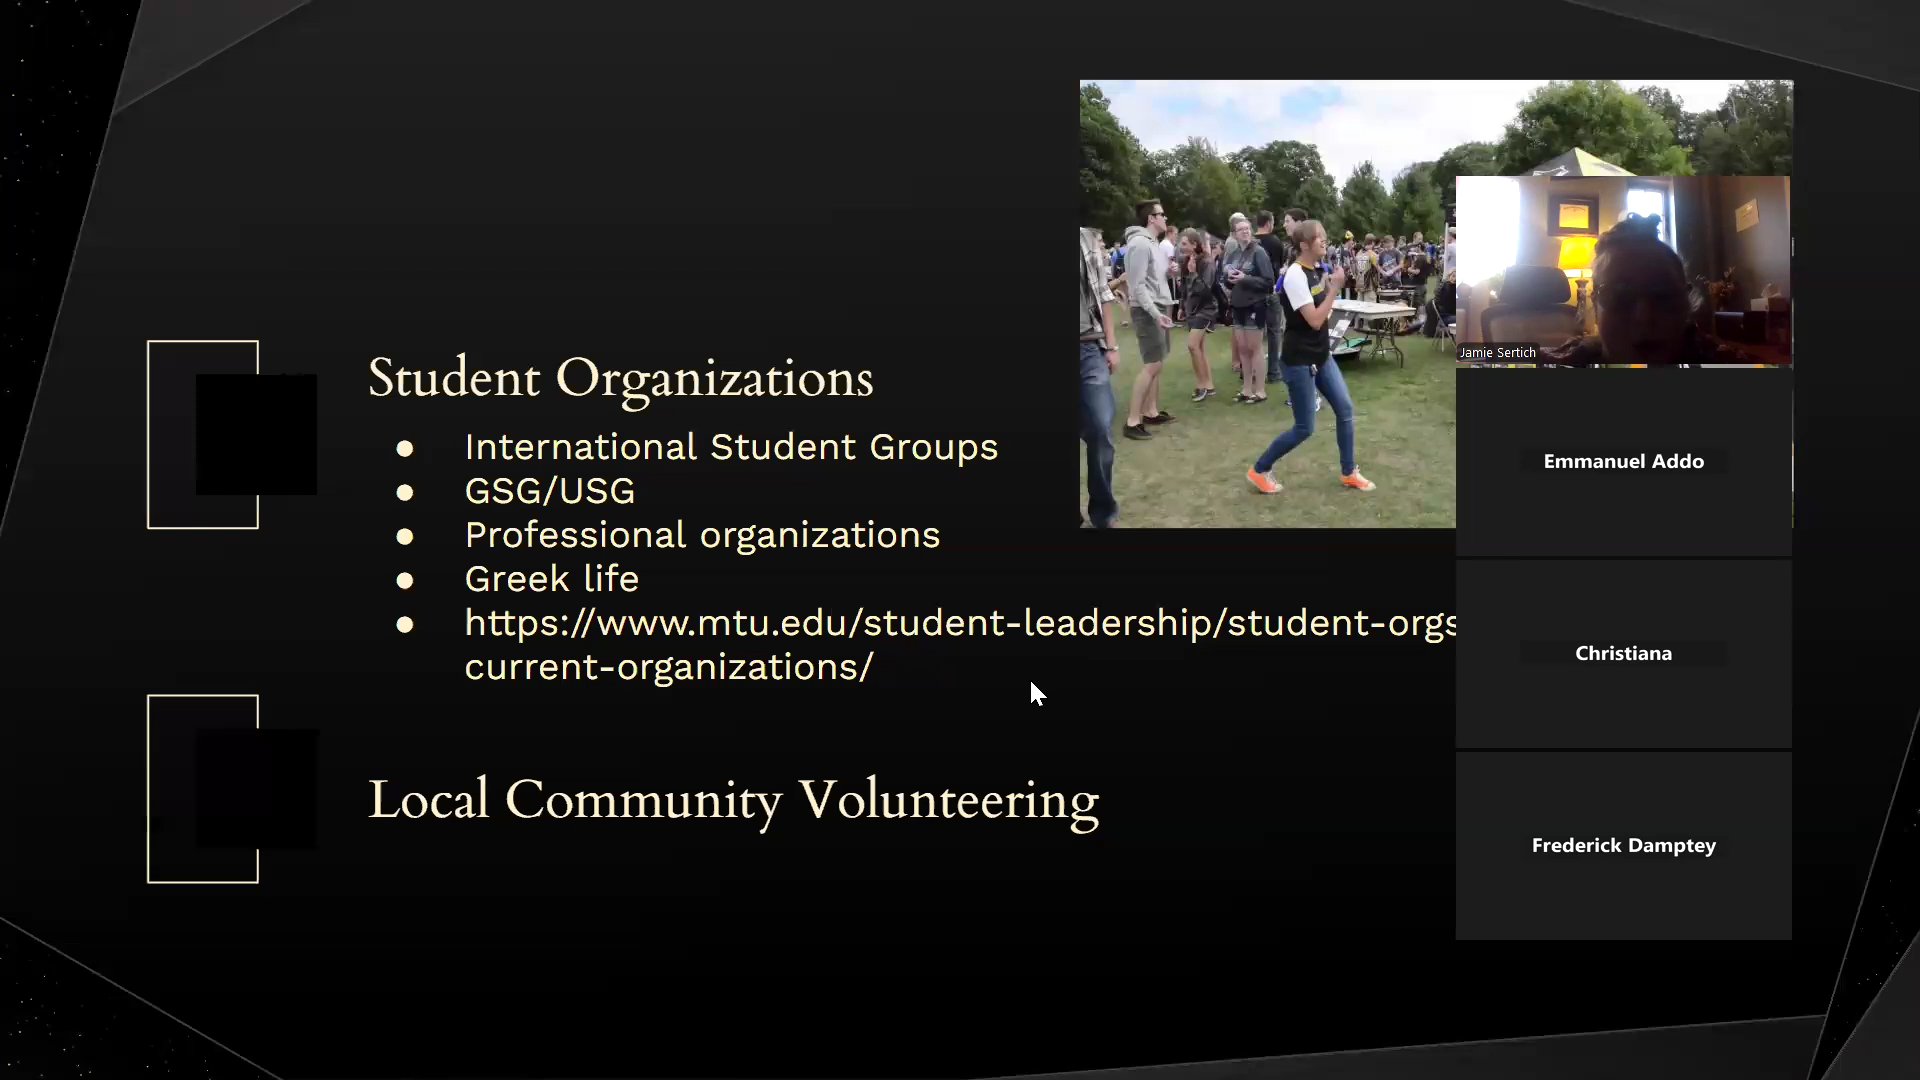 Student Organizations
● International Student Groups
● GSG/USG
● Professional organizations
● Greek life
● https://www.mtu.edu/student-leadership/student-orgs
current-organizations/
Local Community Volunteering
Jamie Sertich
Emmanuel Addo
Christiana
Frederick Damptey